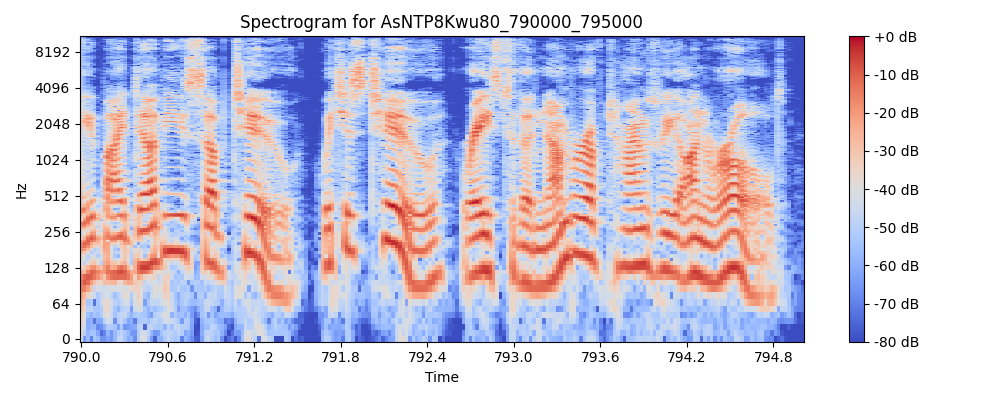 Spectrogram for AsNTP8Kwu80_790000_795000
8192
4096
2048
1024
512
256
128
64
0
Hz
790.0 790.6 791.2 791.8 792.4 793.0 793.6 794.2 794.8
Time
+0 dB
-10 dB
-20 dB
-30 dB
-40 dB
-50 dB
-60 dB
-70 dB
-80 dB